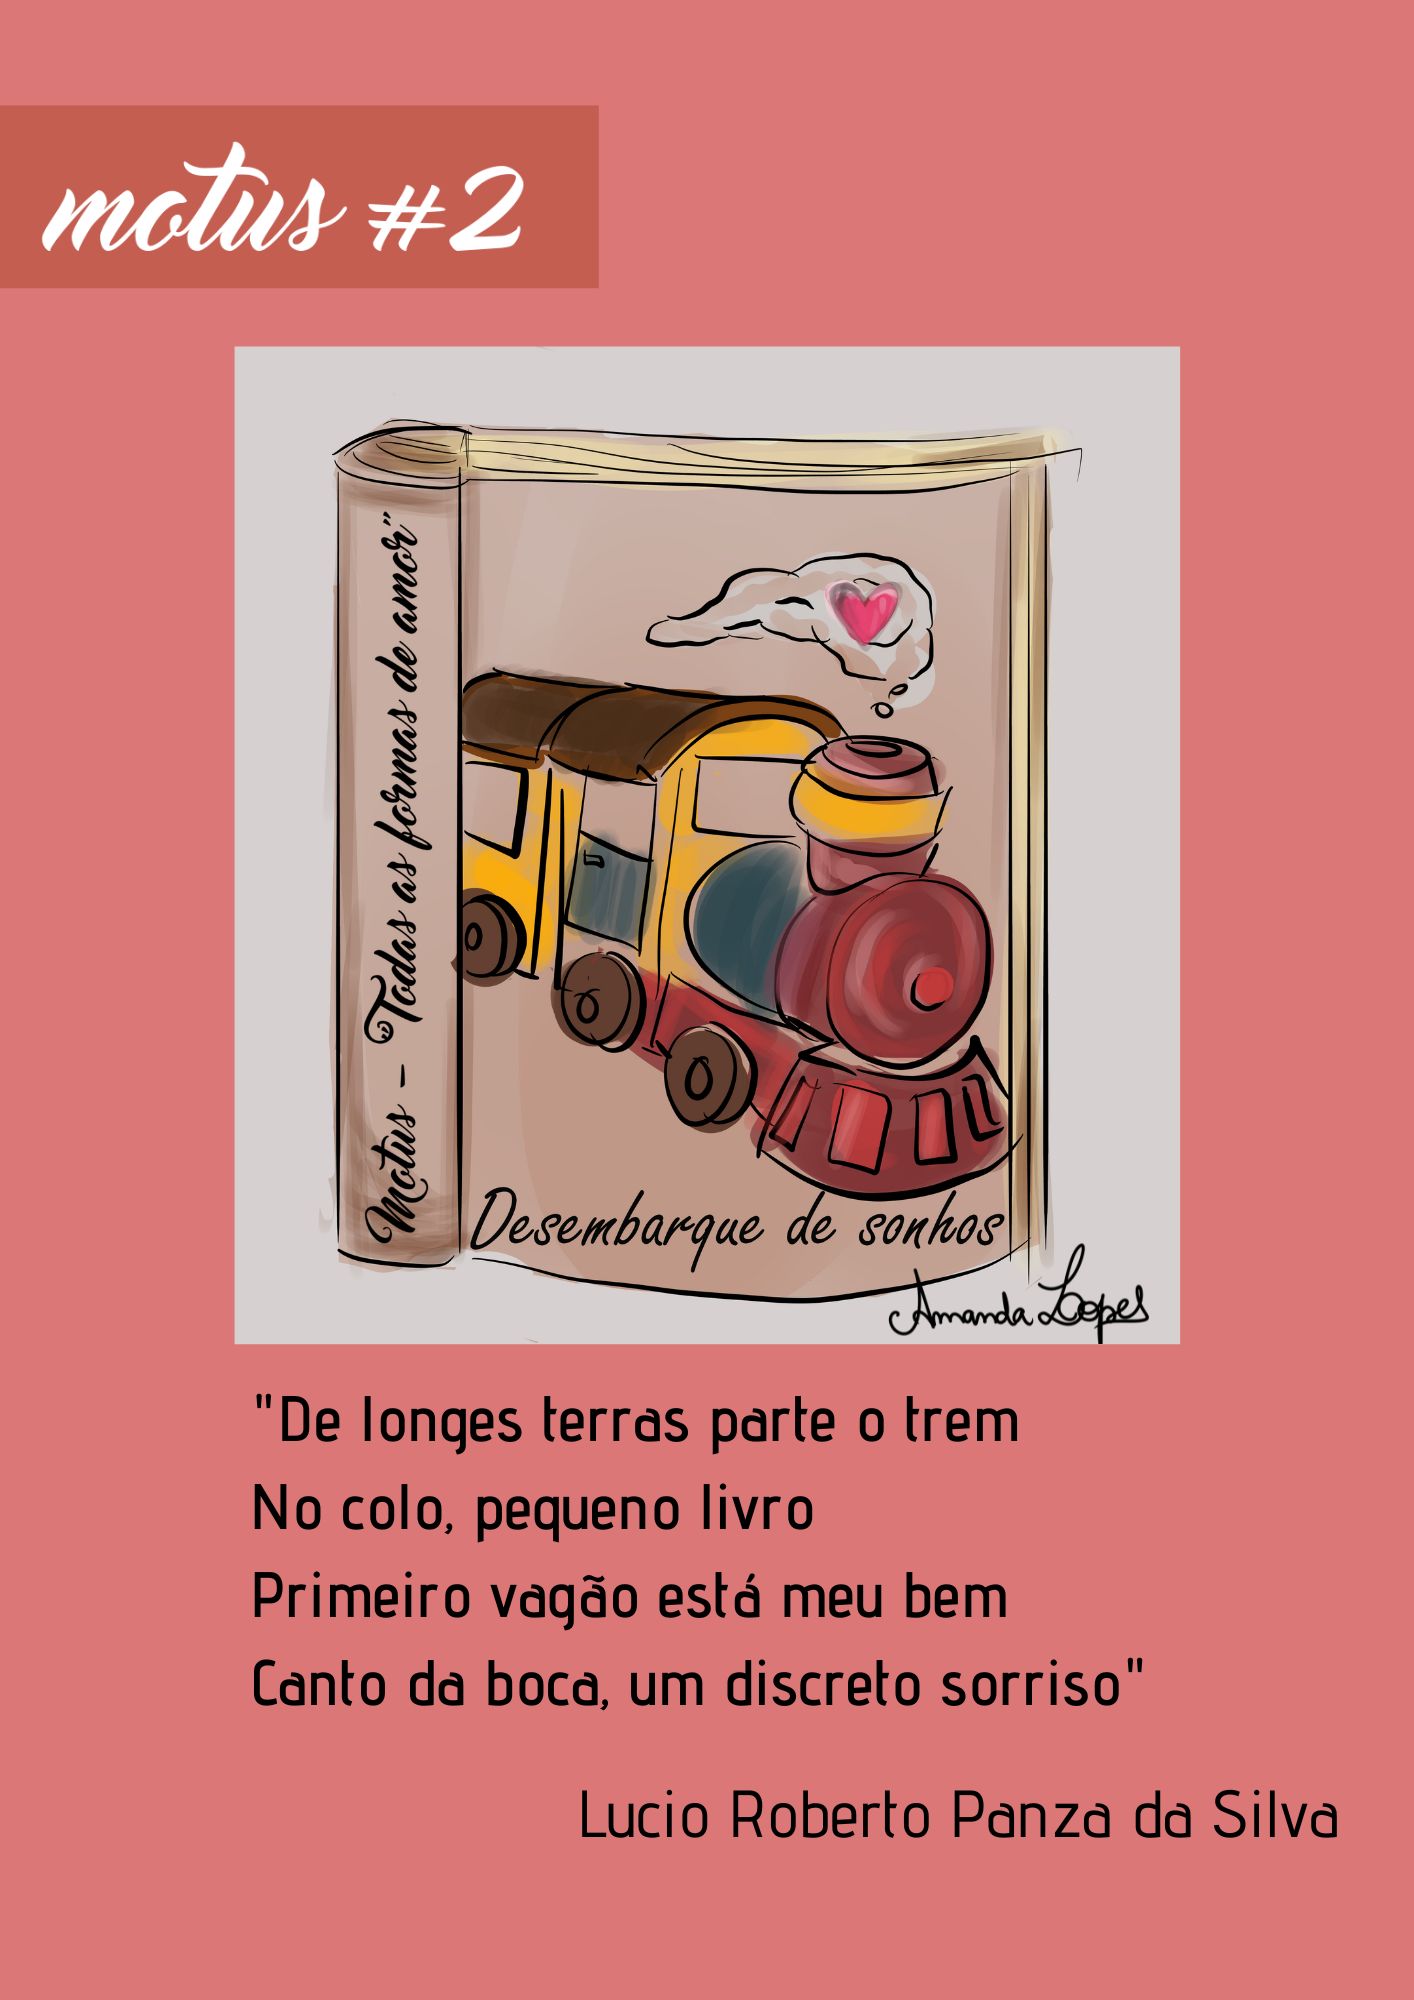 motus #2
Motus - "Todas as formas de amor"
Desembarque de sonhos
Amanda Lopes
"De longes terras parte o trem
No colo, pequeno livro
Primeiro vagão está meu bem
Canto da boca, um discreto sorriso"
Lucio Roberto Panza da Silva